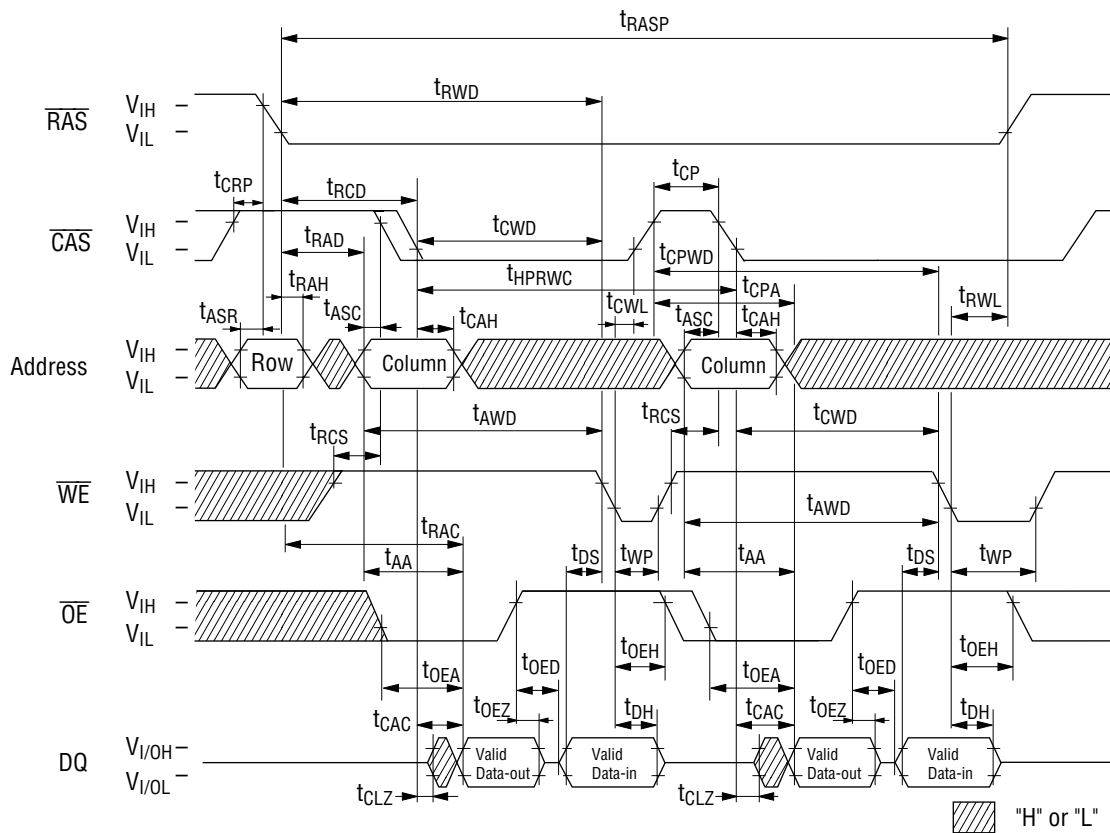 tRASP
tRWD
RAS VIH
VIL
tCRP tRCD tCP
CAS VIH
VIL
tCWD
tRAD tCPWD
tHPRWC
tRAH tCWL tCPA tRWL
tASR tASC tCAH tASC tCAH
Address VIH
VIL
Row Column Column
tAWD
tRCS tRCS tCWD
WE VIH
VIL
tAWD
tRAC
tAA tDS tWP tAA tDS tWP
OE VIH
VIL
tOEA tOED tOEH tOEA tOED tOEH
tCAC tOEZ tDH tCAC tOEZ tDH
DQ VI/OH
VI/OL
Valid Valid Valid Valid
Data-out Data-in Data-out Data-in
tCLZ tCLZ
"H" or "L"